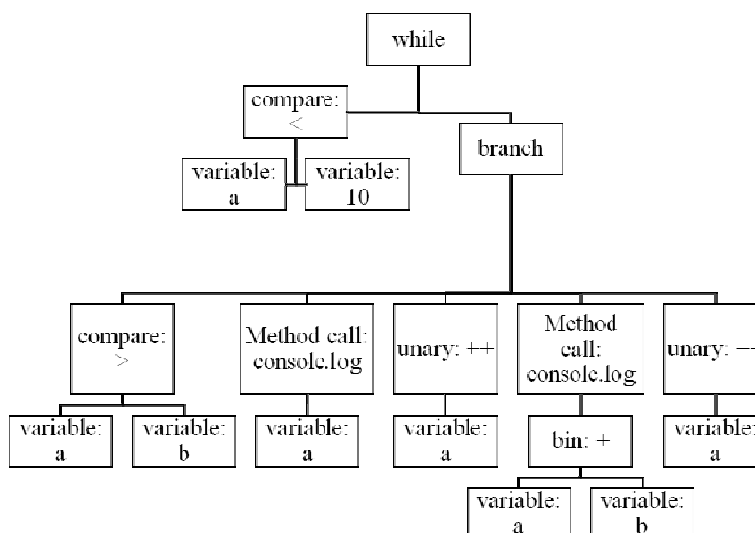 while
compare:
<
branch
variable:
a
variable:
10
compare:
>
Method call:
console.log
unary: ++
Method
call:
console.log
unary:
variable:
a
variable:
b
variable:
a
variable:
a
bin: +
variable:
a
variable:
a
variable:
b